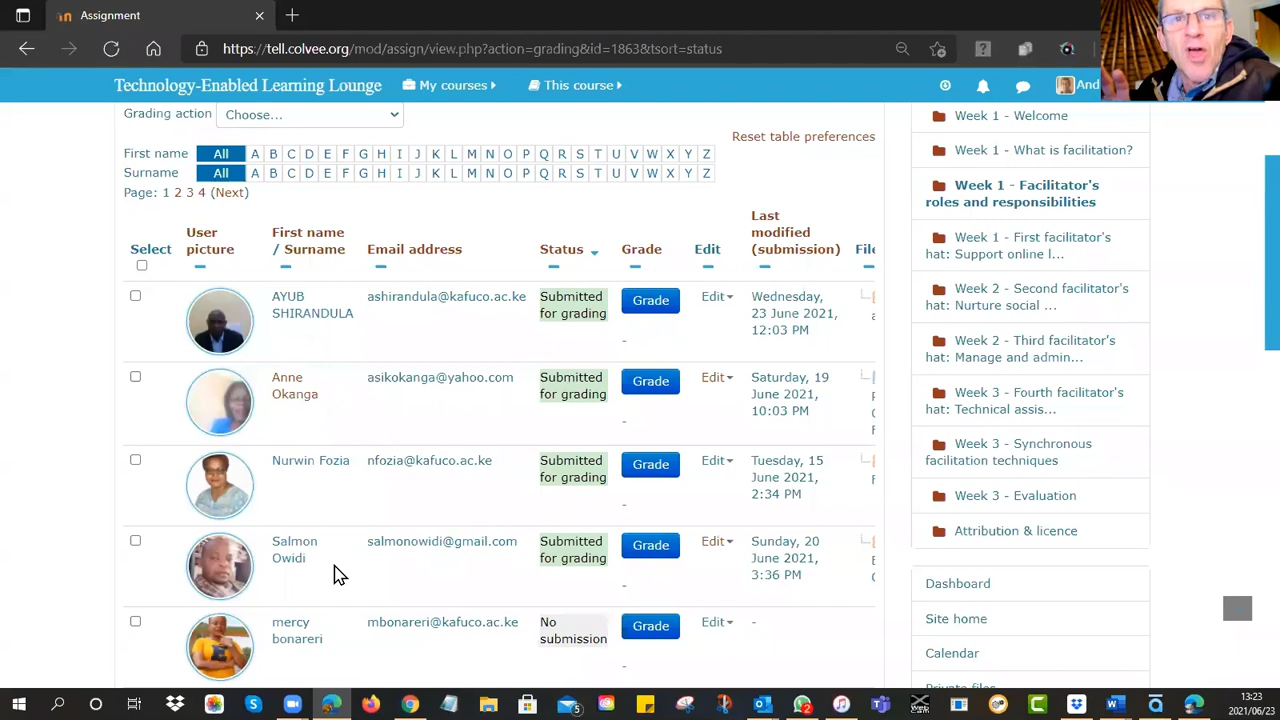 Assignment
https://tell.colvee.org/mod/assign/view.php?action=grading&id=1863&tsort=status
Technology-Enabled Learning Lounge
My courses
This course
And
Grading action
Choose...
Reset table preferences
First name All A B C D E F G H I J K L M N O P Q R S T U V W X Y Z
Surname All A B C D E F G H I J K L M N O P Q R S T U V W X Y Z
Page: 1 2 3 4 (Next)
Select
User
picture
First name
/ Surname
Email address
Status
Grade
Edit
Last
modified
(submission)
File
AYUB
SHIRANDULA
ashirandula@kafuco.ac.ke
Submitted
for grading
Grade
-
Edit
Wednesday,
23 June 2021,
12:03 PM
Anne
Okanga
asikokanga@yahoo.com
Submitted
for grading
Grade
-
Edit
Saturday, 19
June 2021,
10:03 PM
Nurwin Fozia
nfozia@kafuco.ac.ke
Submitted
for grading
Grade
-
Edit
Tuesday, 15
June 2021,
2:34 PM
Salmon
Owidi
salmonowidi@gmail.com
Submitted
for grading
Grade
-
Edit
Sunday, 20
June 2021,
3:36 PM
mercy
bonareri
mbonareri@kafuco.ac.ke
No
submission
Grade
-
Edit
-
Week 1 - Welcome
Week 1 - What is facilitation?
Week 1 - Facilitator's
roles and responsibilities
Week 1 - First facilitator's
hat: Support online l...
Week 2 - Second facilitator's
hat: Nurture social ...
Week 2 - Third facilitator's
hat: Manage and admin...
Week 3 - Fourth facilitator's
hat: Technical assis...
Week 3 - Synchronous
facilitation techniques
Week 3 - Evaluation
Attribution & licence
Dashboard
Site home
Calendar
Private files
13:23
2021/06/23